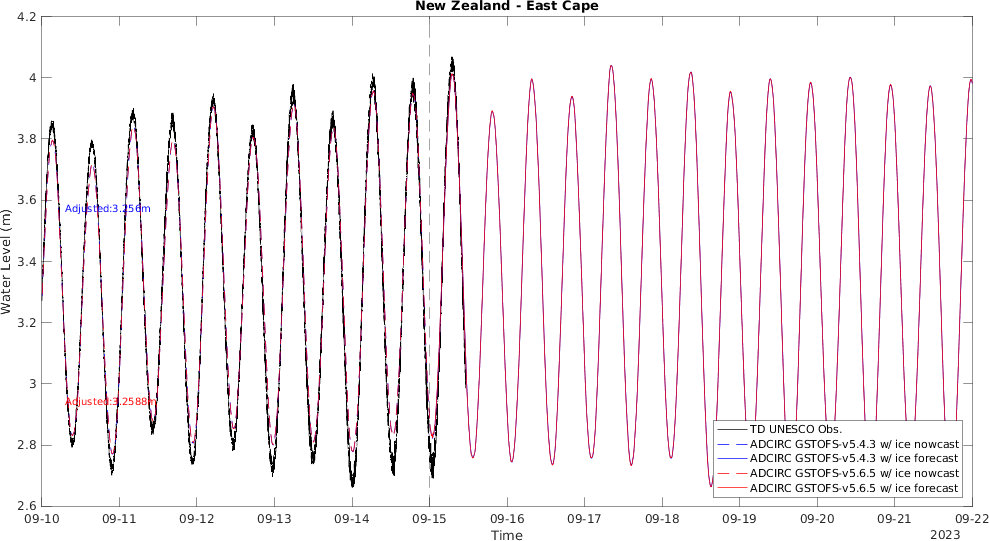 New Zealand - East Cape
4.2
4
3.8
3.6
3.4
3.2
3
2.8
2.6
Water Level (m)
Adjusted:3.256m
Adjusted:3.2588m
TD UNESCO Obs.
ADCIRC GSTOFS-v5.4.3 w/ ice nowcast
ADCIRC GSTOFS-v5.4.3 w/ ice forecast
ADCIRC GSTOFS-v5.6.5 w/ ice nowcast
ADCIRC GSTOFS-v5.6.5 w/ ice forecast
09-10 09-11 09-12 09-13 09-14 09-15 09-16 09-17 09-18 09-19 09-20 09-21 09-22
Time
2023